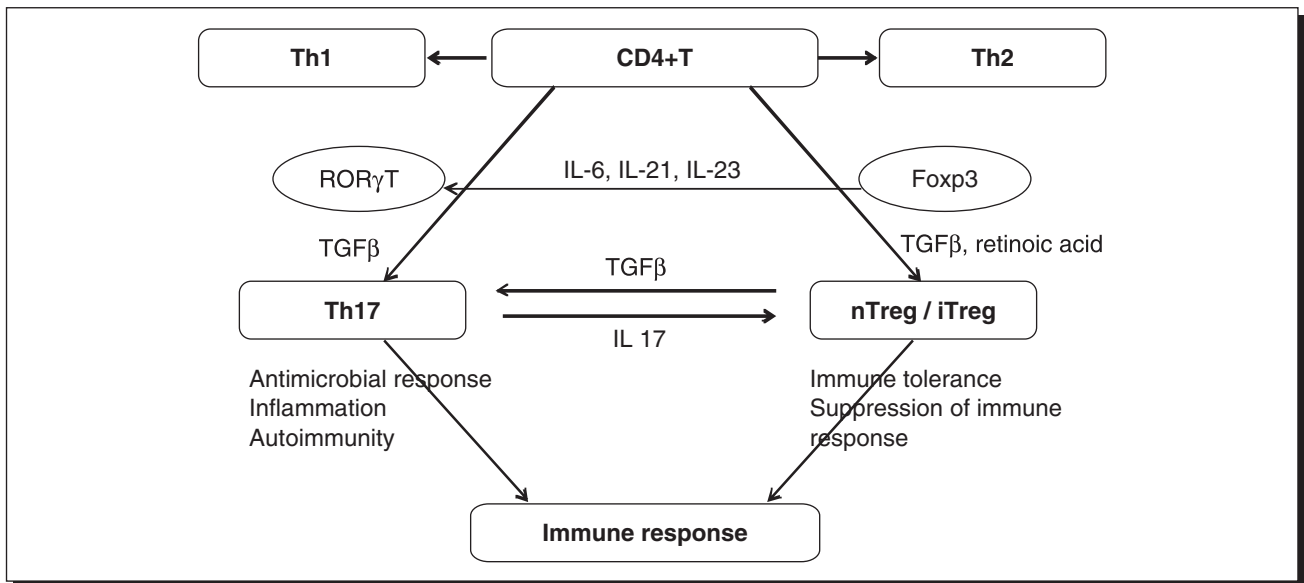 Th1
CD4+T
Th2
RORγT
IL-6, IL-21, IL-23
Foxp3
TGFβ
TGFβ, retinoic acid
TGFβ
Th17
nTreg / iTreg
IL 17
Antimicrobial response
Inflammation
Autoimmunity
Immune tolerance
Suppression of immune
response
Immune response